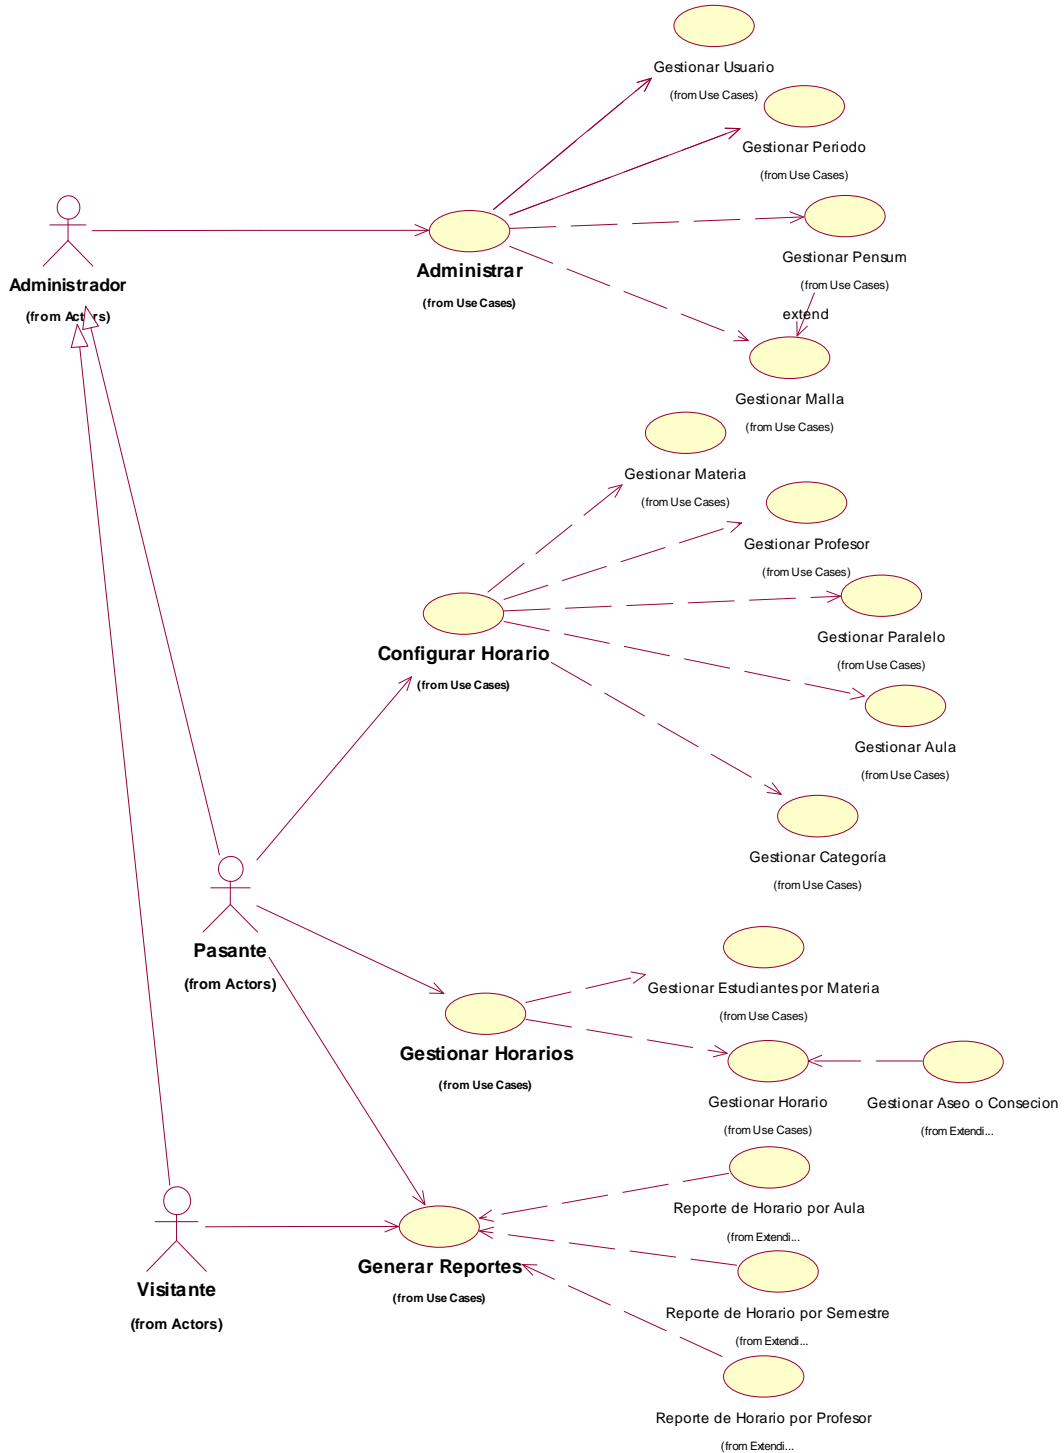 Gestionar Usuario
(from Use Cases)
Gestionar Periodo
(from Use Cases)
Administrador
(from Actors)
Administrar
(from Use Cases)
Gestionar Pensum
(from Use Cases)
extend
Gestionar Malla
(from Use Cases)
Gestionar Materia
(from Use Cases)
Gestionar Profesor
(from Use Cases)
Gestionar Paralelo
(from Use Cases)
Configurar Horario
(from Use Cases)
Gestionar Aula
(from Use Cases)
Gestionar Categoría
(from Use Cases)
Pasante
(from Actors)
Gestionar Estudiantes por Materia
(from Use Cases)
Gestionar Horarios
(from Use Cases)
Gestionar Horario
(from Use Cases)
Gestionar Aseo o Consecion
(from Extendi...
Reporte de Horario por Aula
(from Extendi...
Generar Reportes
(from Use Cases)
Visitante
(from Actors)
Reporte de Horario por Semestre
(from Extendi...
Reporte de Horario por Profesor
(from Extendi...